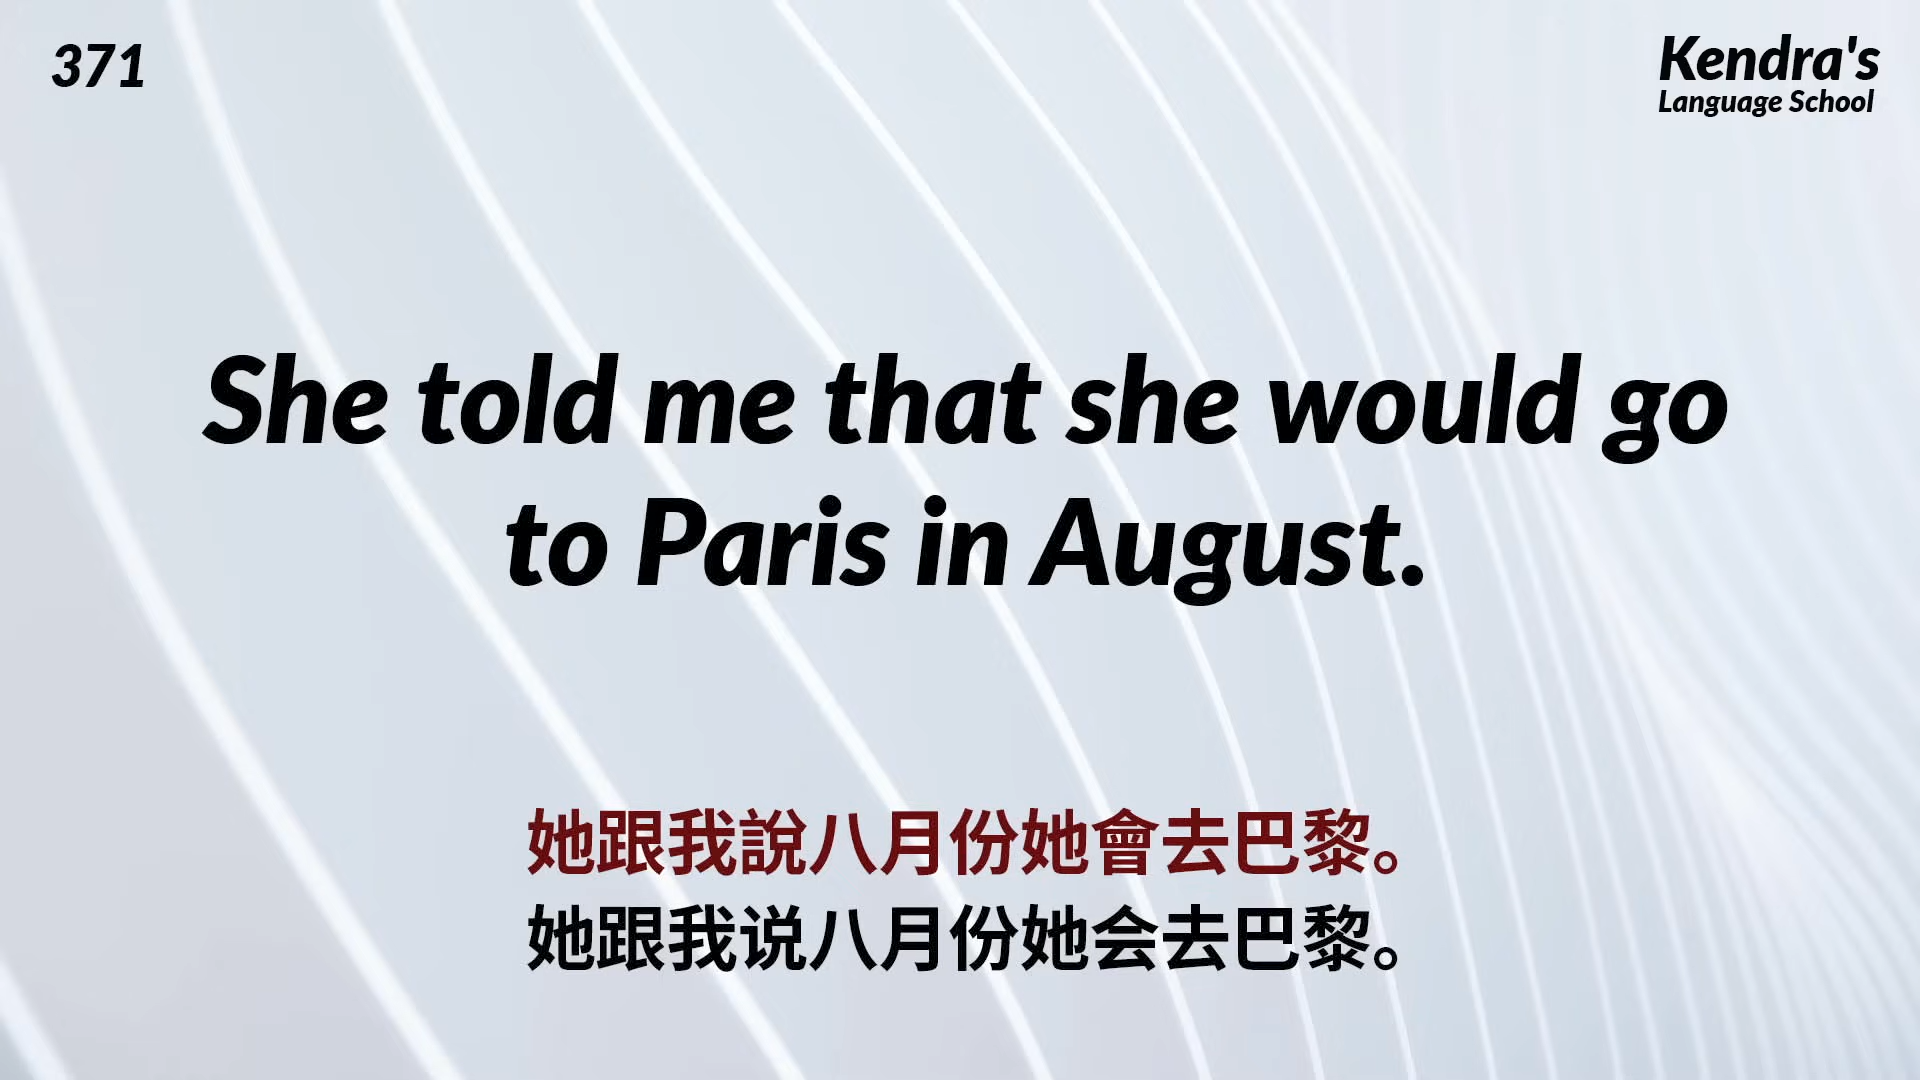 371
Kendra's
Language School
She told me that she would go
to Paris in August.
她跟我說八月份她會去巴黎。
她跟我说八月份她会去巴黎。